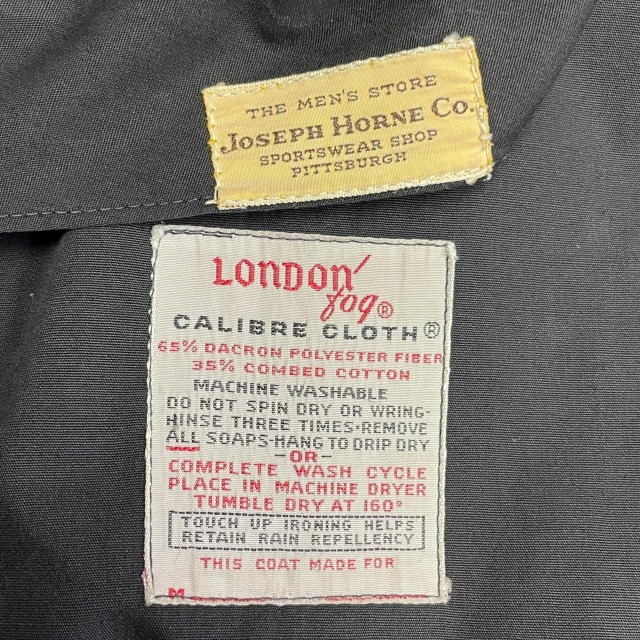 THE MEN'S STORE
JOSEPH HORNE CO.
SPORTSWEAR SHOP
PITTSBURGH
LONDON
fog®
CALIBRE CLOTH®
65% DACRON POLYESTER FIBER
35% COMBED COTTON
MACHINE WASHABLE
DO NOT SPIN DRY OR WRING-
HINSE THREE TIMES-REMOVE
ALL SOAPS-HANG TO DRIP DRY
-OR-
COMPLETE WASH CYCLE
PLACE IN MACHINE DRYER
TUMBLE DRY AT 160°
TOUCH UP IRONING HELPS
RETAIN RAIN REPELLENCY
THIS COAT MADE FOR